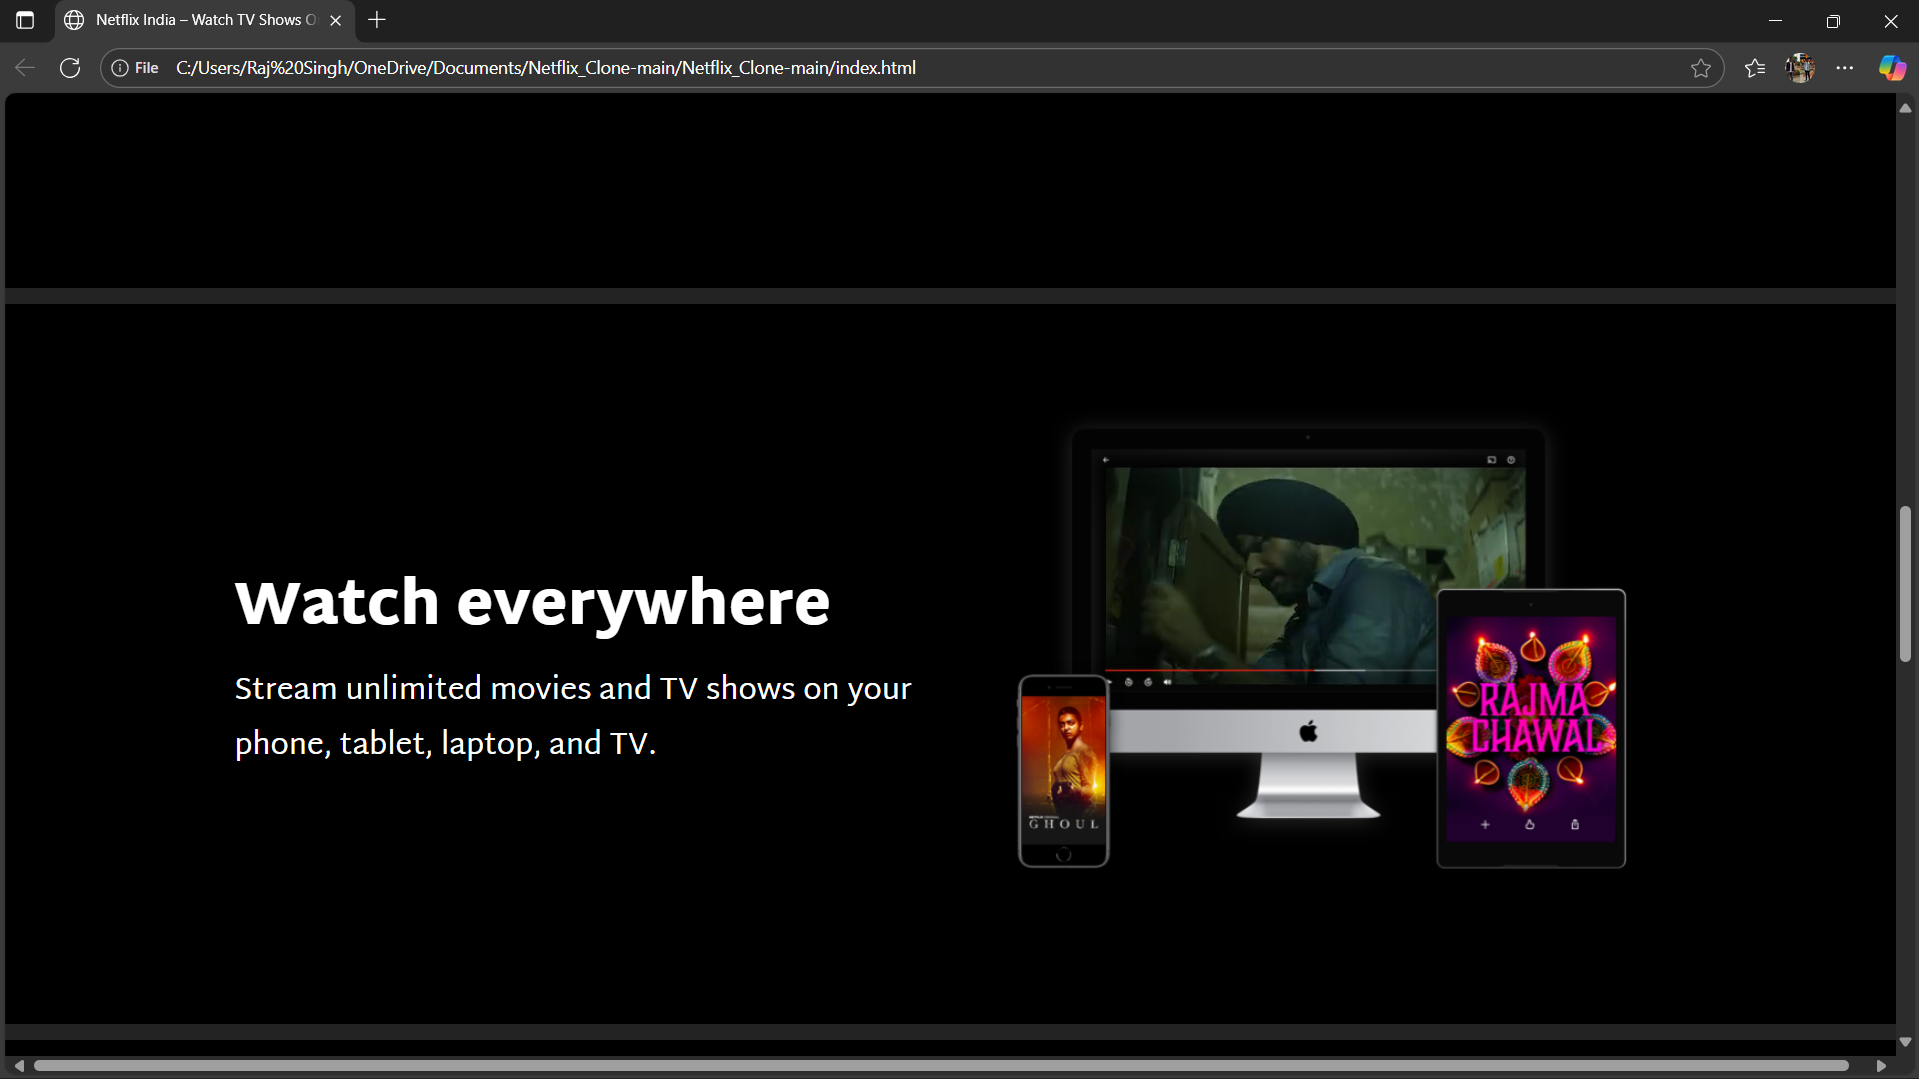 Netflix India – Watch TV Shows O
File
C:/Users/Raj%20Singh/OneDrive/Documents/Netflix_Clone-main/Netflix_Clone-main/index.html
Watch everywhere
Stream unlimited movies and TV shows on your
phone, tablet, laptop, and TV.
RAJMA
CHAWAL
GHOUL